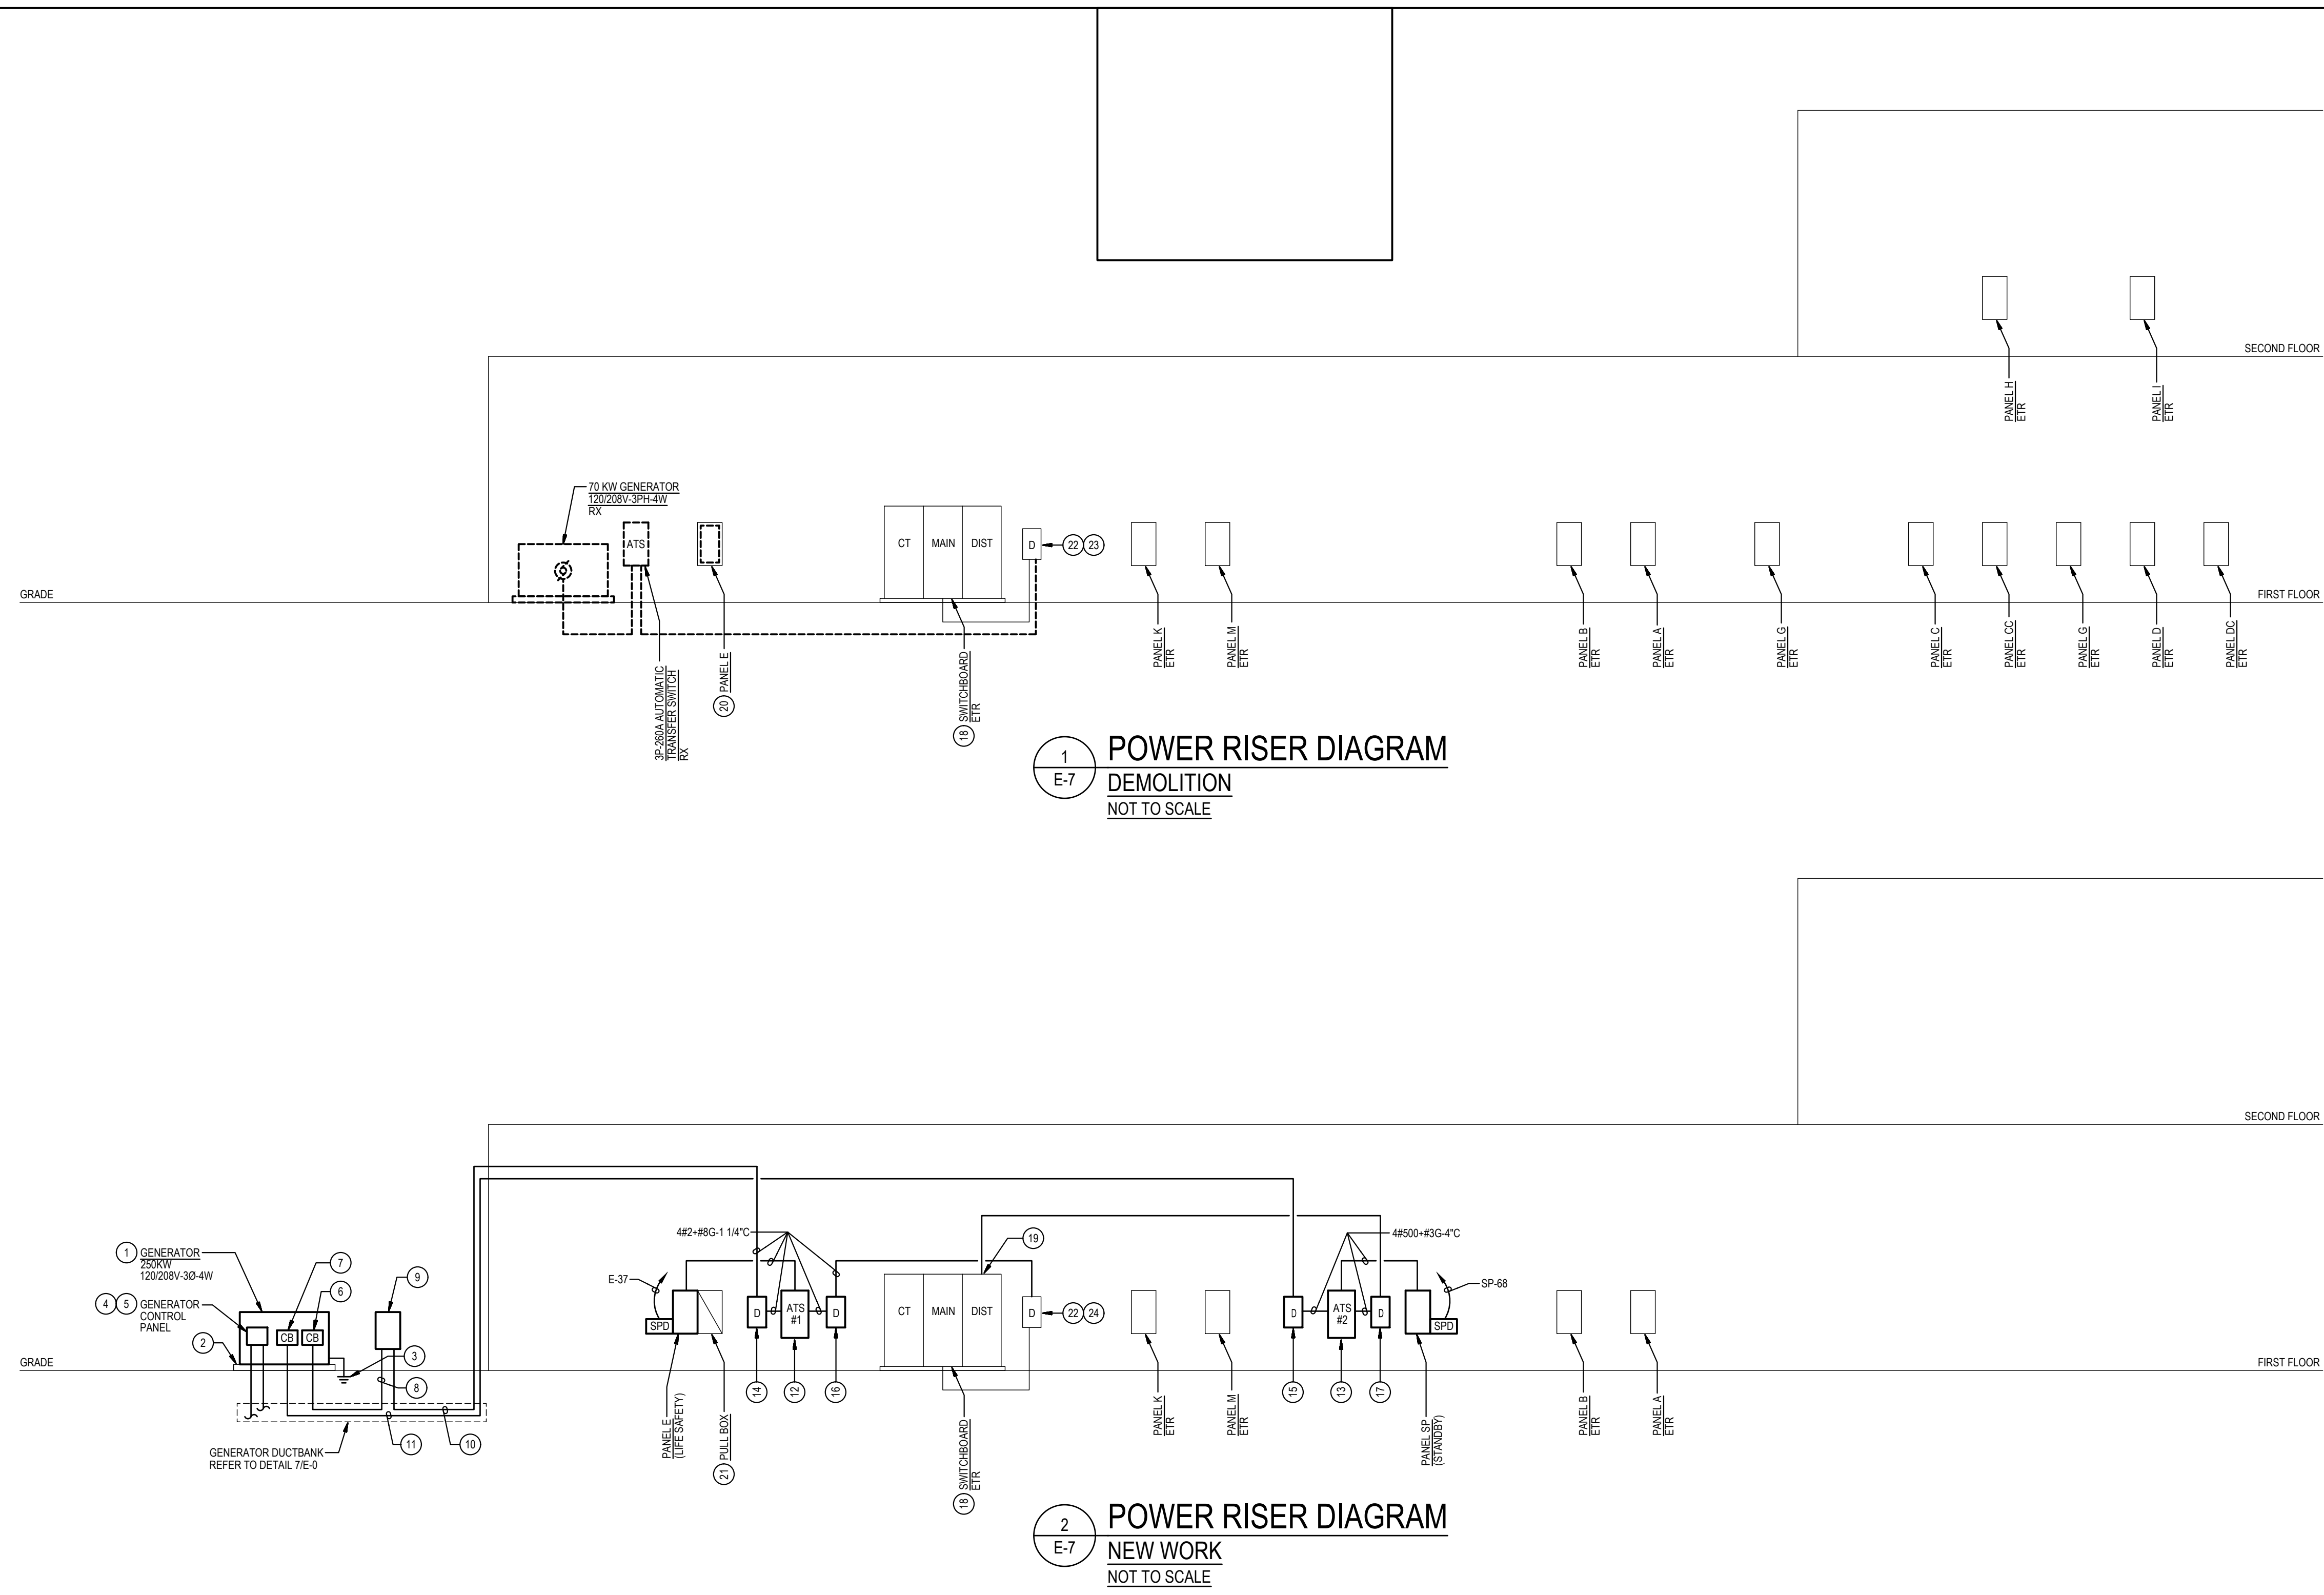 SECOND FLOOR
PANEL H
ETR
PANEL I
ETR
70 KW GENERATOR
120/208V-3PH-4W
RX
ATS
CT
MAIN
DIST
D
22
23
GRADE
FIRST FLOOR
3P-260A AUTOMATIC
TRANSFER SWITCH
RX
20
PANEL E
18
SWITCHBOARD
ETR
PANEL K
ETR
PANEL M
ETR
PANEL B
ETR
PANEL A
ETR
PANEL G
ETR
PANEL C
ETR
PANEL CC
ETR
PANEL G
ETR
PANEL D
ETR
PANEL DC
ETR
1
E-7
POWER RISER DIAGRAM
DEMOLITION
NOT TO SCALE
SECOND FLOOR
1
GENERATOR
250KW
120/208V-3Ø-4W
4
5
GENERATOR
CONTROL
PANEL
2
7
6
9
CB
CB
3
8
11
10
GRADE
GENERATOR DUCTBANK
REFER TO DETAIL 7/E-0
4#2+#8G-1 1/4"C
E-37
SPD
D
ATS
#1
D
CT
MAIN
DIST
19
D
22
24
D
ATS
#2
D
SPD
4#500+#3G-4"C
SP-68
FIRST FLOOR
PANEL E
(LIFE SAFETY)
21
PULL BOX
14
12
16
18
SWITCHBOARD
ETR
PANEL K
ETR
PANEL M
ETR
15
13
17
PANEL SP
(STANDBY)
PANEL B
ETR
PANEL A
ETR
2
E-7
POWER RISER DIAGRAM
NEW WORK
NOT TO SCALE